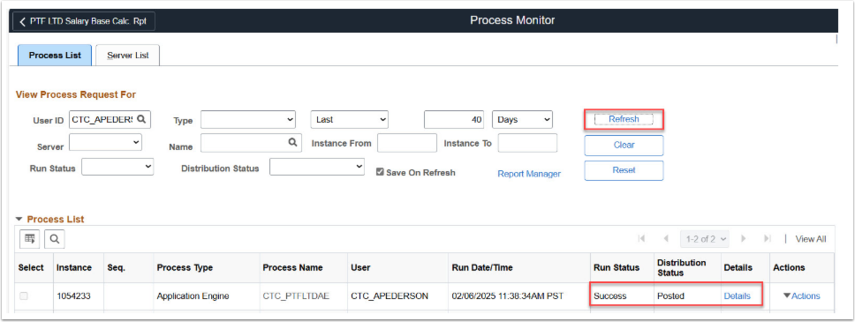 PTF LTD Salary Base Calc. Rpt
Process Monitor
Process List
Server List
View Process Request For
User ID CTC_APEDERS Type Last 40 Days Refresh
Server Name Instance From Instance To Clear
Run Status Distribution Status Save On Refresh Report Manager Reset
Process List
1-2 of 2 View All
Select Instance Seq. Process Type Process Name User Run Date/Time Run Status Distribution Status Details Actions
1054233 Application Engine CTC_PTFLTDAE CTC_APEDERSON 02/06/2025 11:38:34AM PST Success Posted Details Actions